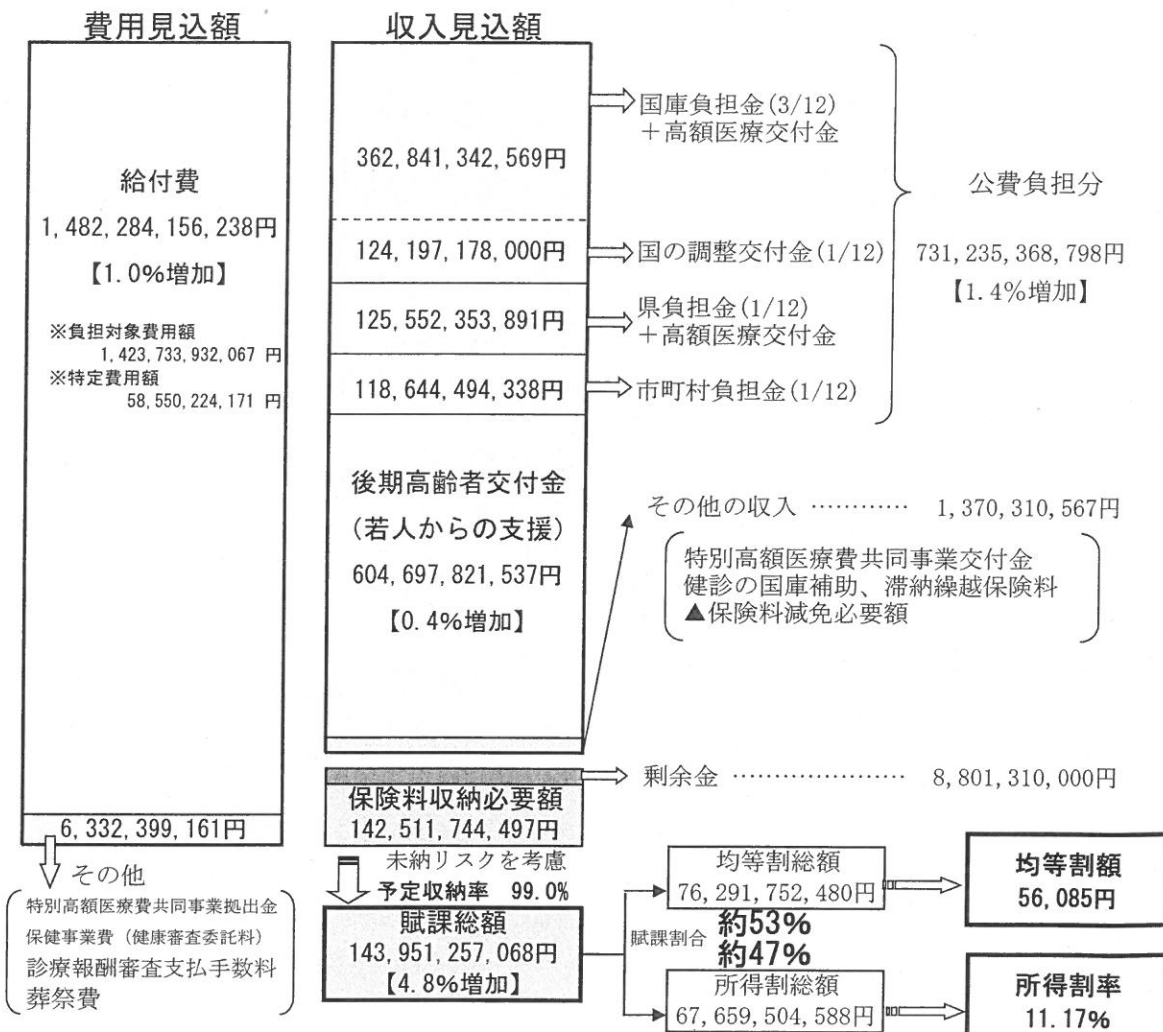 費用見込額
給付費
1,482,284,156,238円
【1.0%増加】
※負担対象費用額
1,423,733,932,067 円
※特定費用額
58,550,224,171 円
6,332,399,161円
その他
特別高額医療費共同事業拠出金
保健事業費（健康審査委託料）
診療報酬審査支払手数料
葬祭費
収入見込額
362,841,342,569円
国庫負担金(3/12)
＋高額医療交付金
124,197,178,000円
国の調整交付金(1/12)
125,552,353,891円
県負担金(1/12)
＋高額医療交付金
118,644,494,338円
市町村負担金(1/12)
公費負担分
731,235,368,798円
【1.4%増加】
後期高齢者交付金
(若人からの支援)
604,697,821,537円
【0.4%増加】
その他の収入 ………… 1,370,310,567円
特別高額医療費共同事業交付金
健診の国庫補助、滞納繰越保険料
▲保険料減免必要額
剰余金 ………………… 8,801,310,000円
保険料収納必要額
142,511,744,497円
未納リスクを考慮
予定収納率 99.0%
賦課総額
143,951,257,068円
【4.8%増加】
均等割総額
76,291,752,480円
賦課割合
約53%
約47%
所得割総額
67,659,504,588円
均等割額
56,085円
所得割率
11.17%